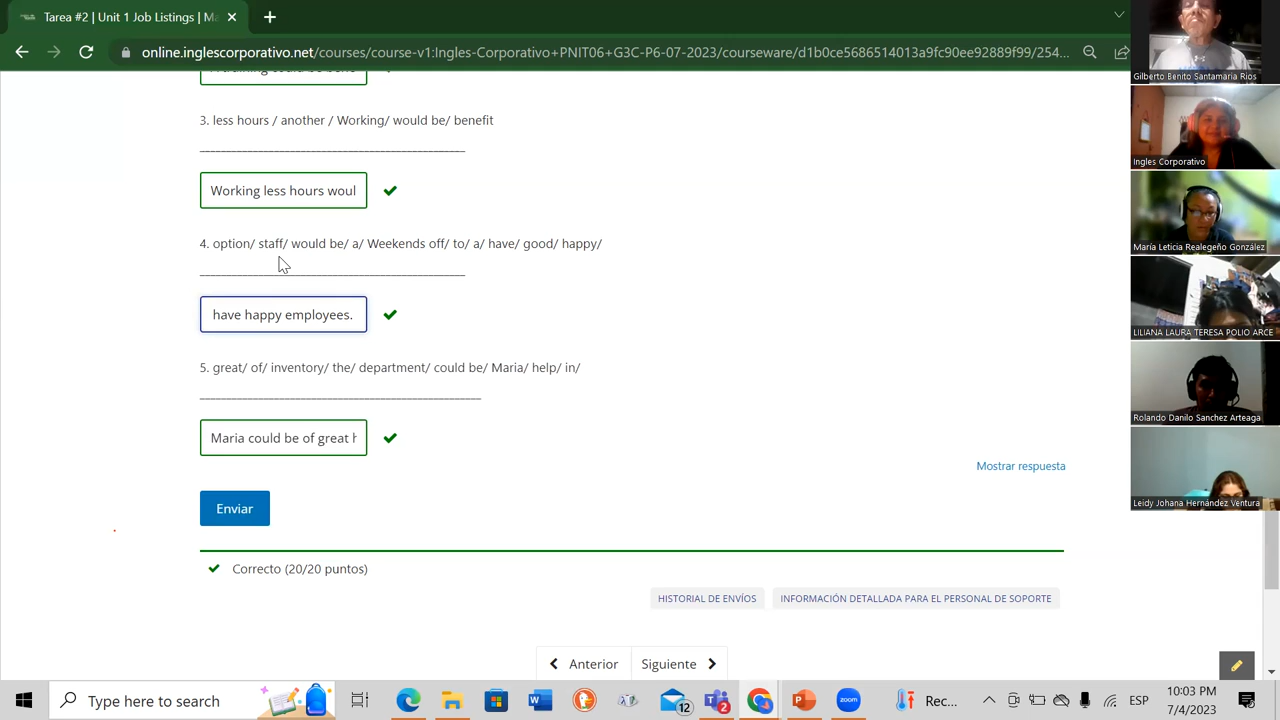 Tarea #2 | Unit 1 Job Listings | Ma
online.inglescorporativo.net/courses/course-v1:Ingles-Corporativo+PNIT06+G3C-P6-07-2023/courseware/d1b0ce5686514013a9fc90ee92889f99/254...
3. less hours / another / Working/ would be/ benefit
Working less hours woul
4. option/ staff/ would be/ a/ Weekends off/ to/ a/ have/ good/ happy/
have happy employees.
5. great/ of/ inventory/ the/ department/ could be/ Maria/ help/ in/
Maria could be of great h
Mostrar respuesta
Enviar
Correcto (20/20 puntos)
HISTORIAL DE ENVÍOS
INFORMACIÓN DETALLADA PARA EL PERSONAL DE SOPORTE
Anterior
Siguiente
Gilberto Benito Santamaria Rios
Ingles Corporativo
María Leticia Realegeño González
LILIANA LAURA TERESA POLIO ARCE
Rolando Danilo Sanchez Arteaga
Leidy Johana Hernández Ventura
Type here to search
12
2
Rec...
ESP
10:03 PM
7/4/2023